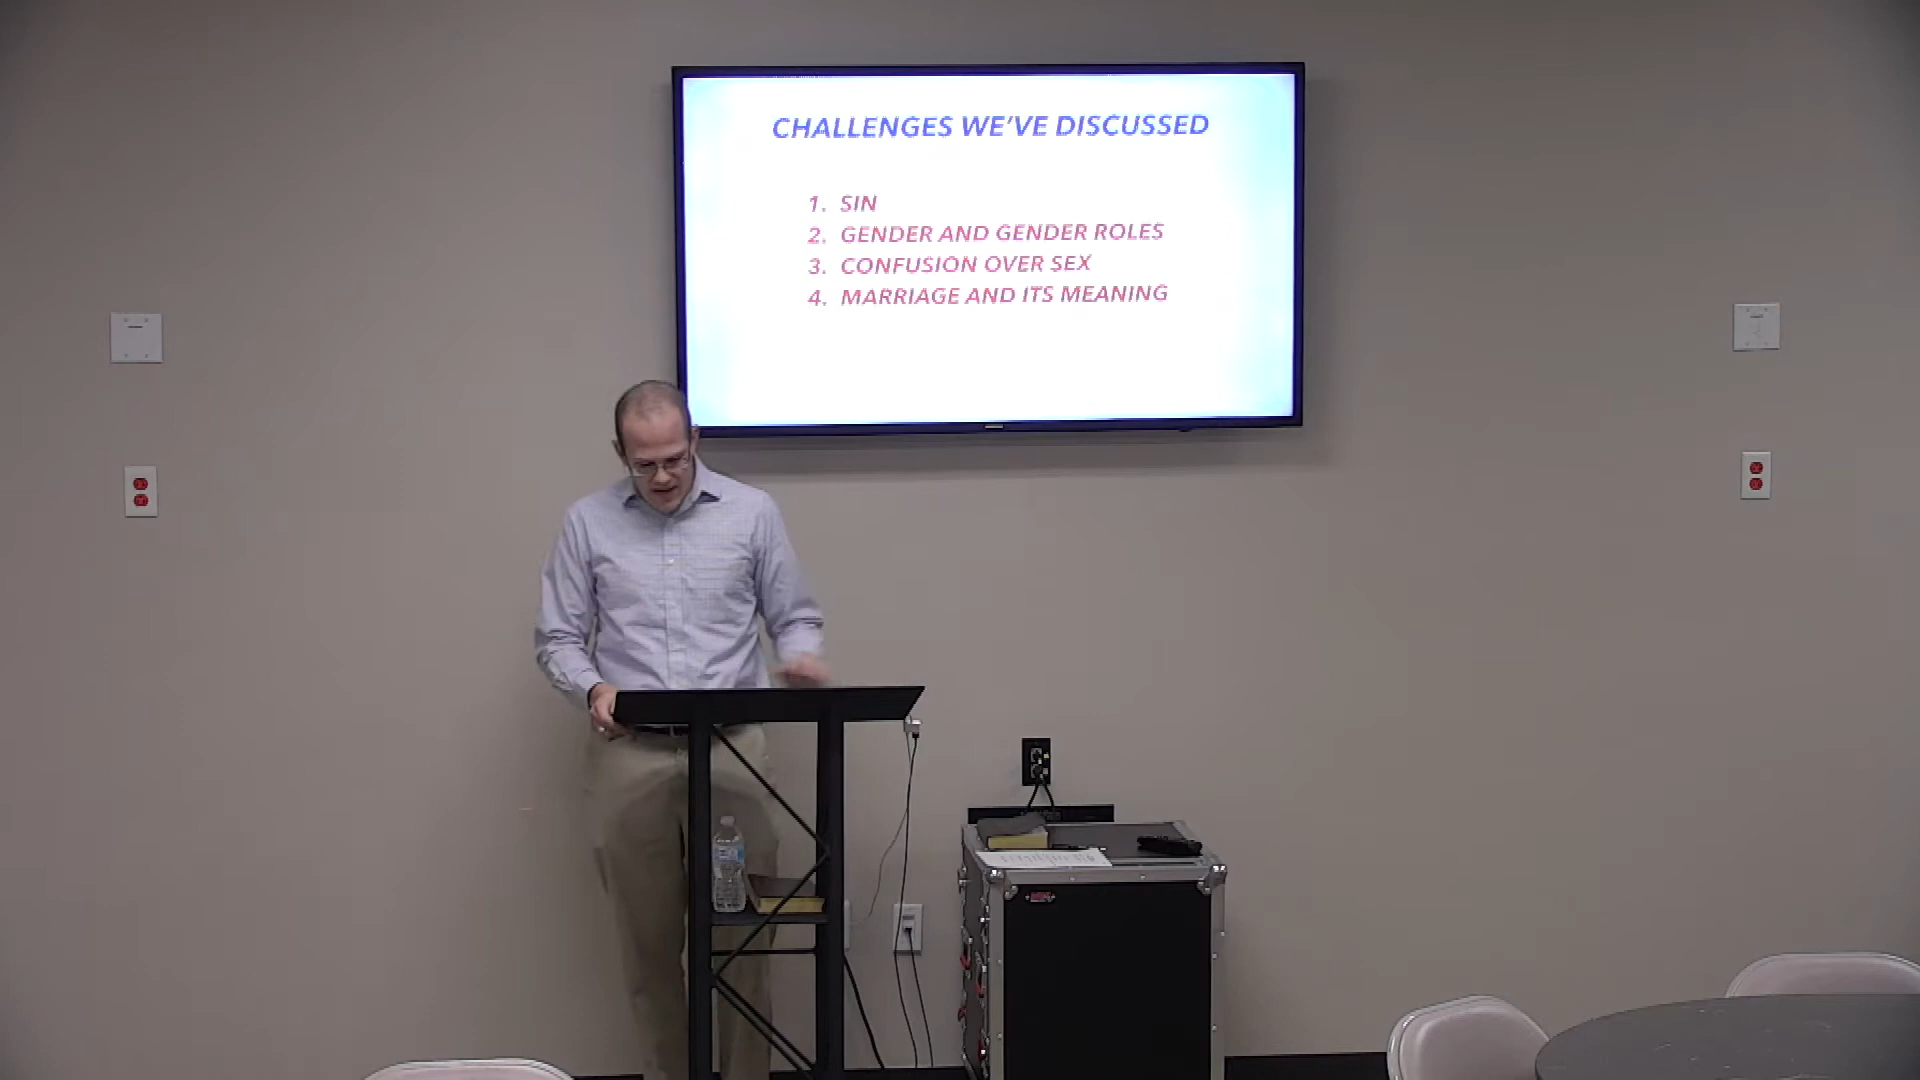 CHALLENGES WE'VE DISCUSSED
1. SIN
2. GENDER AND GENDER ROLES
3. CONFUSION OVER SEX
4. MARRIAGE AND ITS MEANING